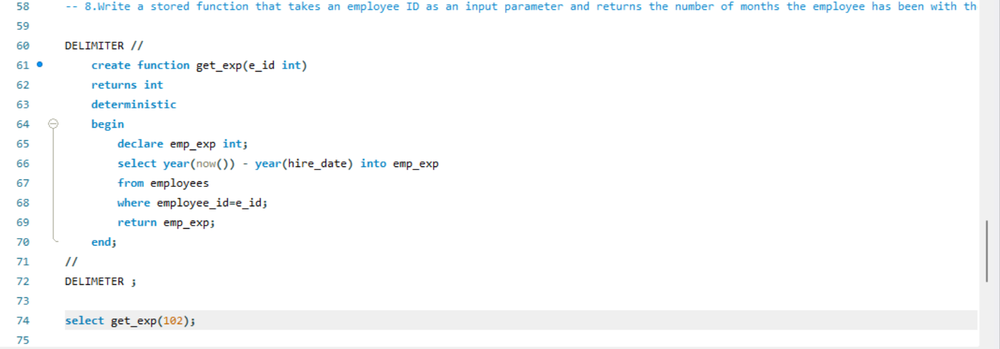 58 -- 8.Write a stored function that takes an employee ID as an input parameter and returns the number of months the employee has been with th
59
60 DELIMITER //
61 create function get_exp(e_id int)
62 returns int
63 deterministic
64 begin
65 declare emp_exp int;
66 select year(now()) - year(hire_date) into emp_exp
67 from employees
68 where employee_id=e_id;
69 return emp_exp;
70 end;
71 //
72 DELIMETER ;
73
74 select get_exp(102);
75